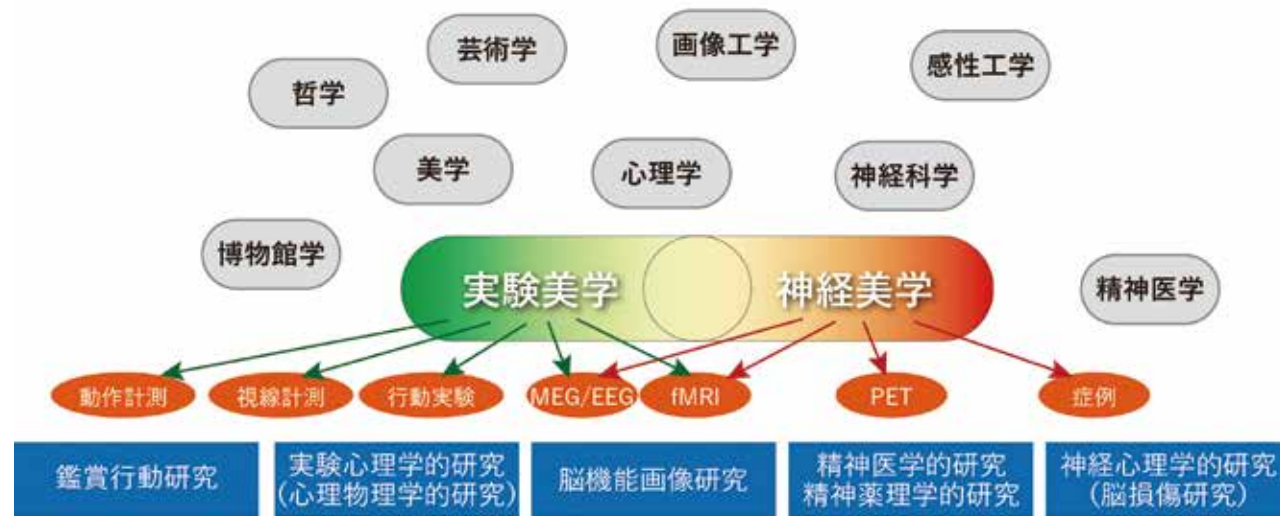 芸術学
画像工学
感性工学
哲学
美学
心理学
神経科学
博物館学
実験美学
神経美学
精神医学
動作計測
視線計測
行動実験
MEG/EEG
fMRI
PET
症例
鑑賞行動研究
実験心理学的研究
(心理物理学的研究)
脳機能画像研究
精神医学的研究
精神薬理学的研究
神経心理学的研究
(脳損傷研究)